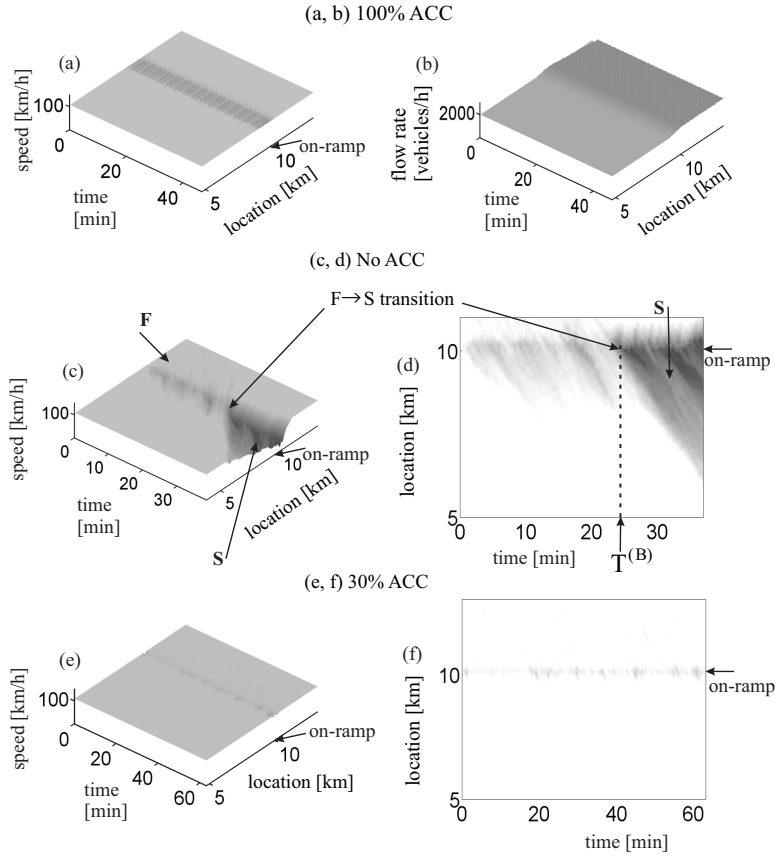 (a, b) 100% ACC
(a)
speed [km/h]
100
0
20
40
time
[min]
5
10
location [km]
on-ramp
(b)
flow rate
[vehicles/h]
2000
0
20
40
time
[min]
5
10
location [km]
(c, d) No ACC
F→S transition
F
(c)
speed [km/h]
100
0
10
20
30
time
[min]
5
10
location [km]
on-ramp
S
S
(d)
location [km]
10
5
on-ramp
0
10
20
30
time [min]
T(B)
(e, f) 30% ACC
(e)
speed [km/h]
100
0
20
40
60
time
[min]
5
10
location [km]
on-ramp
(f)
location [km]
10
5
on-ramp
0
20
40
60
time [min]